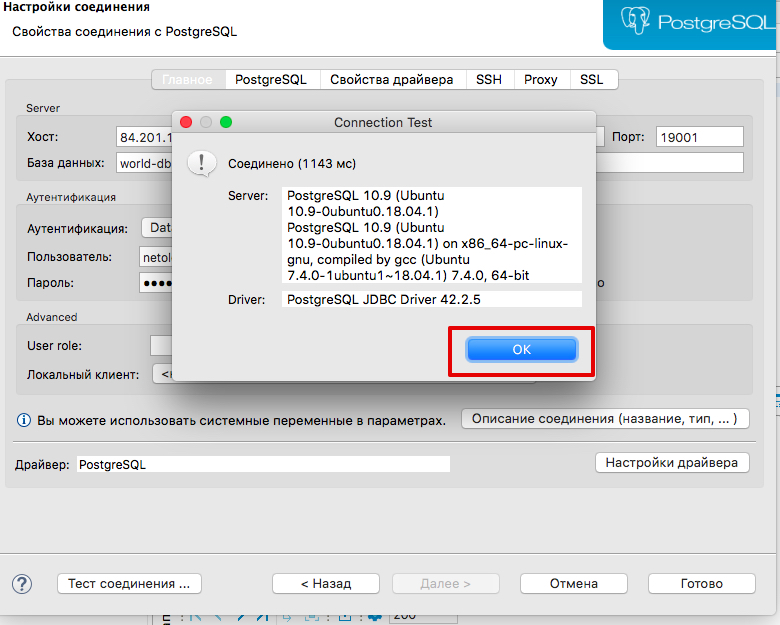 Настройки соединения
Свойства соединения с PostgreSQL
PostgreSQL
Главное PostgreSQL Свойства драйвера SSH Proxy SSL
Server
Хост: 84.201.1 Порт: 19001
База данных: world-db
Аутентификация
Аутентификация: Dat
Пользователь: netol
Пароль:
Advanced
User role:
Локальный клиент:
Connection Test
Соединено (1143 мс)
Server: PostgreSQL 10.9 (Ubuntu
10.9-0ubuntu0.18.04.1)
PostgreSQL 10.9 (Ubuntu
10.9-0ubuntu0.18.04.1) on x86_64-pc-linux-
gnu, compiled by gcc (Ubuntu
7.4.0-1ubuntu1~18.04.1) 7.4.0, 64-bit
Driver: PostgreSQL JDBC Driver 42.2.5
OK
Вы можете использовать системные переменные в параметрах. Описание соединения (название, тип, ... )
Драйвер: PostgreSQL Настройки драйвера
? Тест соединения ... < Назад Далее > Отмена Готово
200